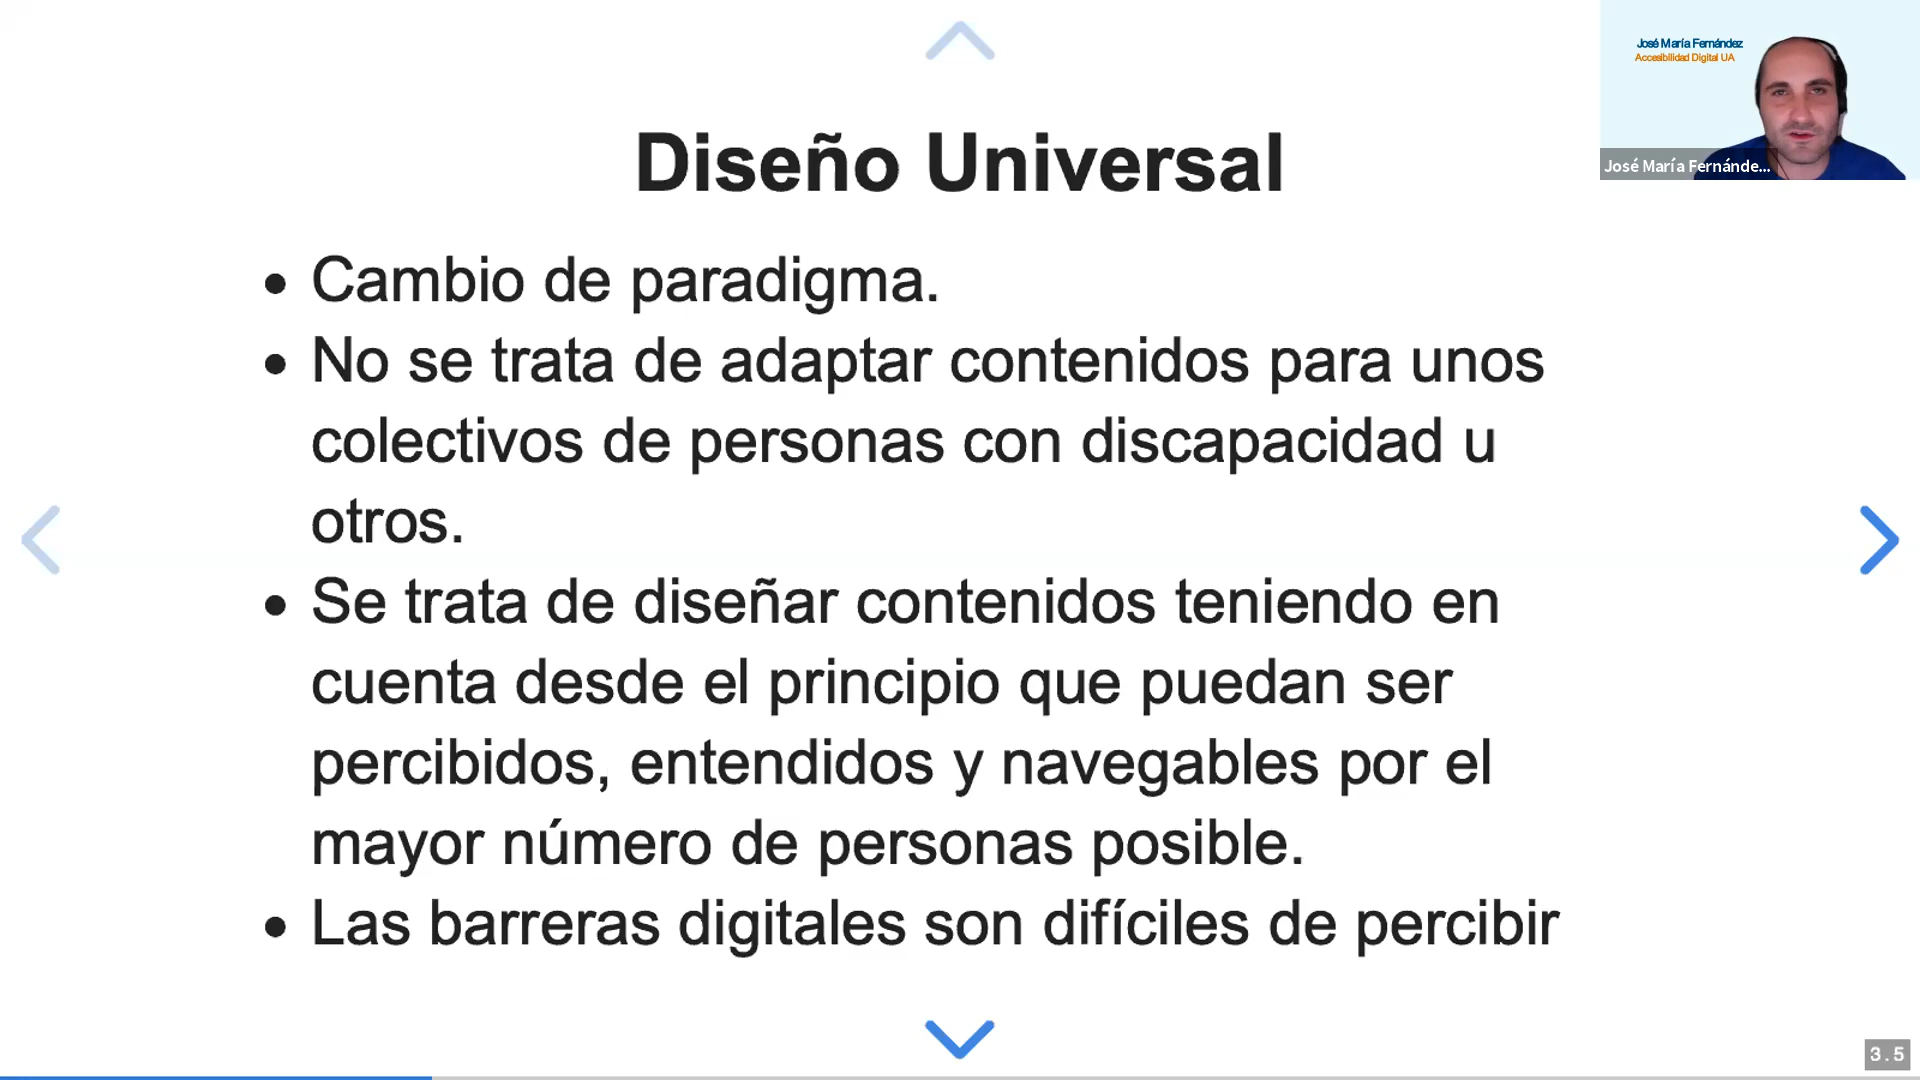 José María Fernández
Accesibilidad Digital UA
José María Fernánde...
Diseño Universal
• Cambio de paradigma.
• No se trata de adaptar contenidos para unos
colectivos de personas con discapacidad u
otros.
• Se trata de diseñar contenidos teniendo en
cuenta desde el principio que puedan ser
percibidos, entendidos y navegables por el
mayor número de personas posible.
• Las barreras digitales son difíciles de percibir
3.5